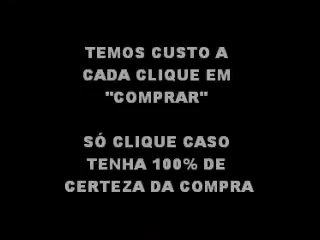 TEMOS CUSTO A
CADA CLIQUE EM
"COMPRAR"
SÓ CLIQUE CASO
TENHA 100% DE
CERTEZA DA COMPRA